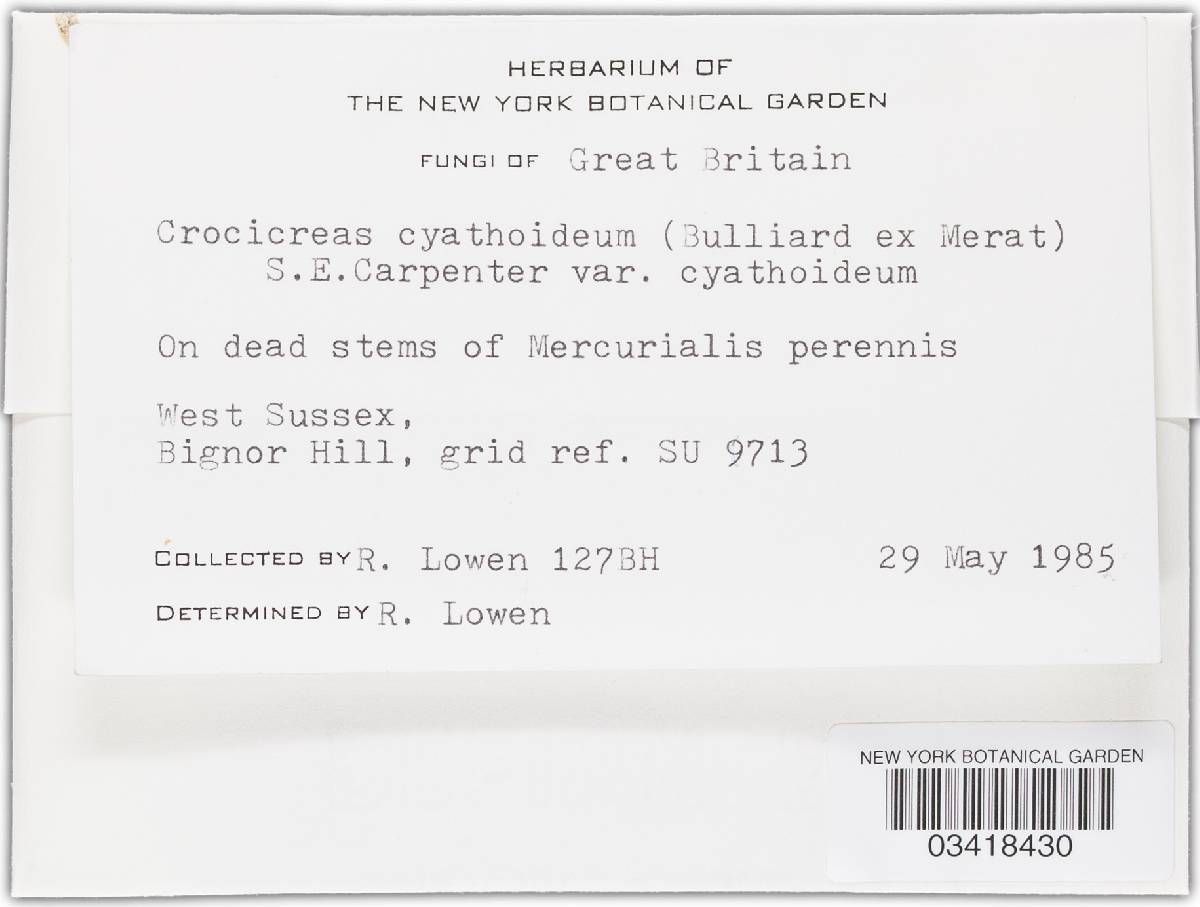 HERBARIUM OF
THE NEW YORK BOTANICAL GARDEN
FUNGI OF Great Britain
Crocicreas cyathoideum (Bulliard ex Merat)
S.E.Carpenter var. cyathoideum
On dead stems of Mercurialis perennis
West Sussex,
Bignor Hill, grid ref. SU 9713
COLLECTED BY R. Lowen 127BH 29 May 1985
DETERMINED BY R. Lowen
NEW YORK BOTANICAL GARDEN
03418430